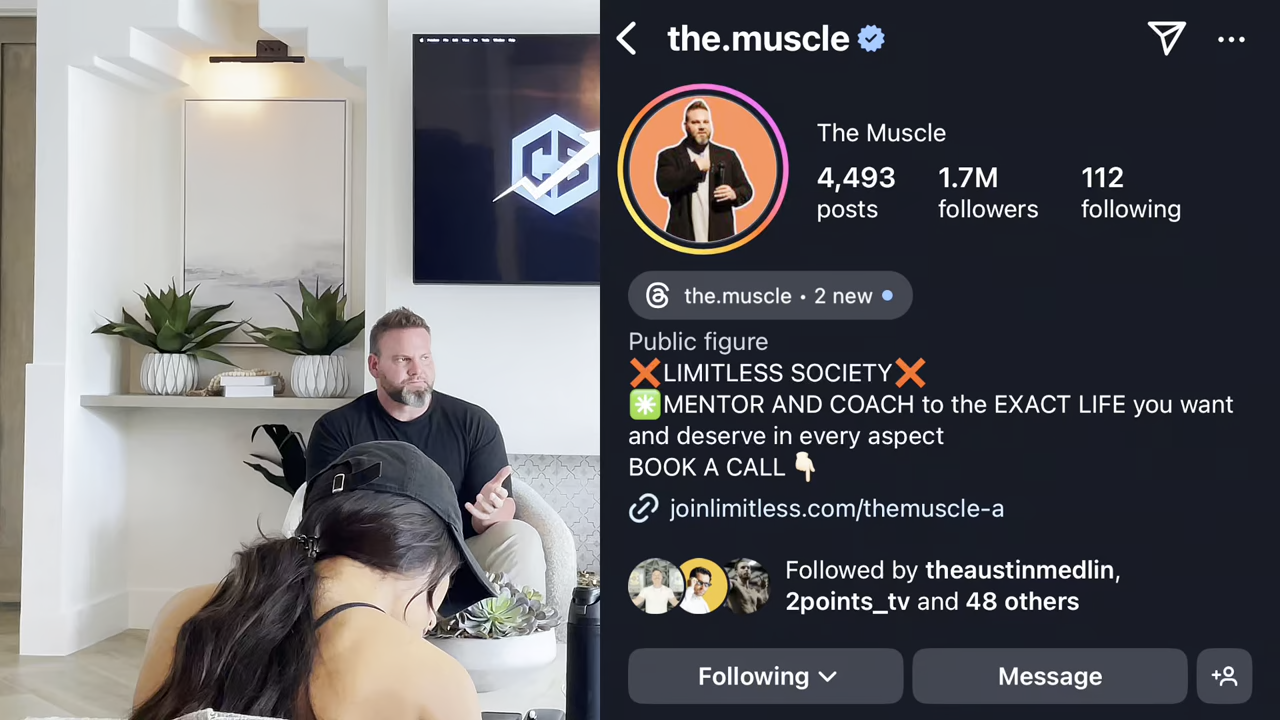 CS
the.muscle
The Muscle
4,493 1.7M 112
posts followers following
the.muscle • 2 new
Public figure
❌LIMITLESS SOCIETY❌
✳️MENTOR AND COACH to the EXACT LIFE you want
and deserve in every aspect
BOOK A CALL 👇🏻
joinlimitless.com/themuscle-a
Followed by theaustinmedlin,
2points_tv and 48 others
Following
Message